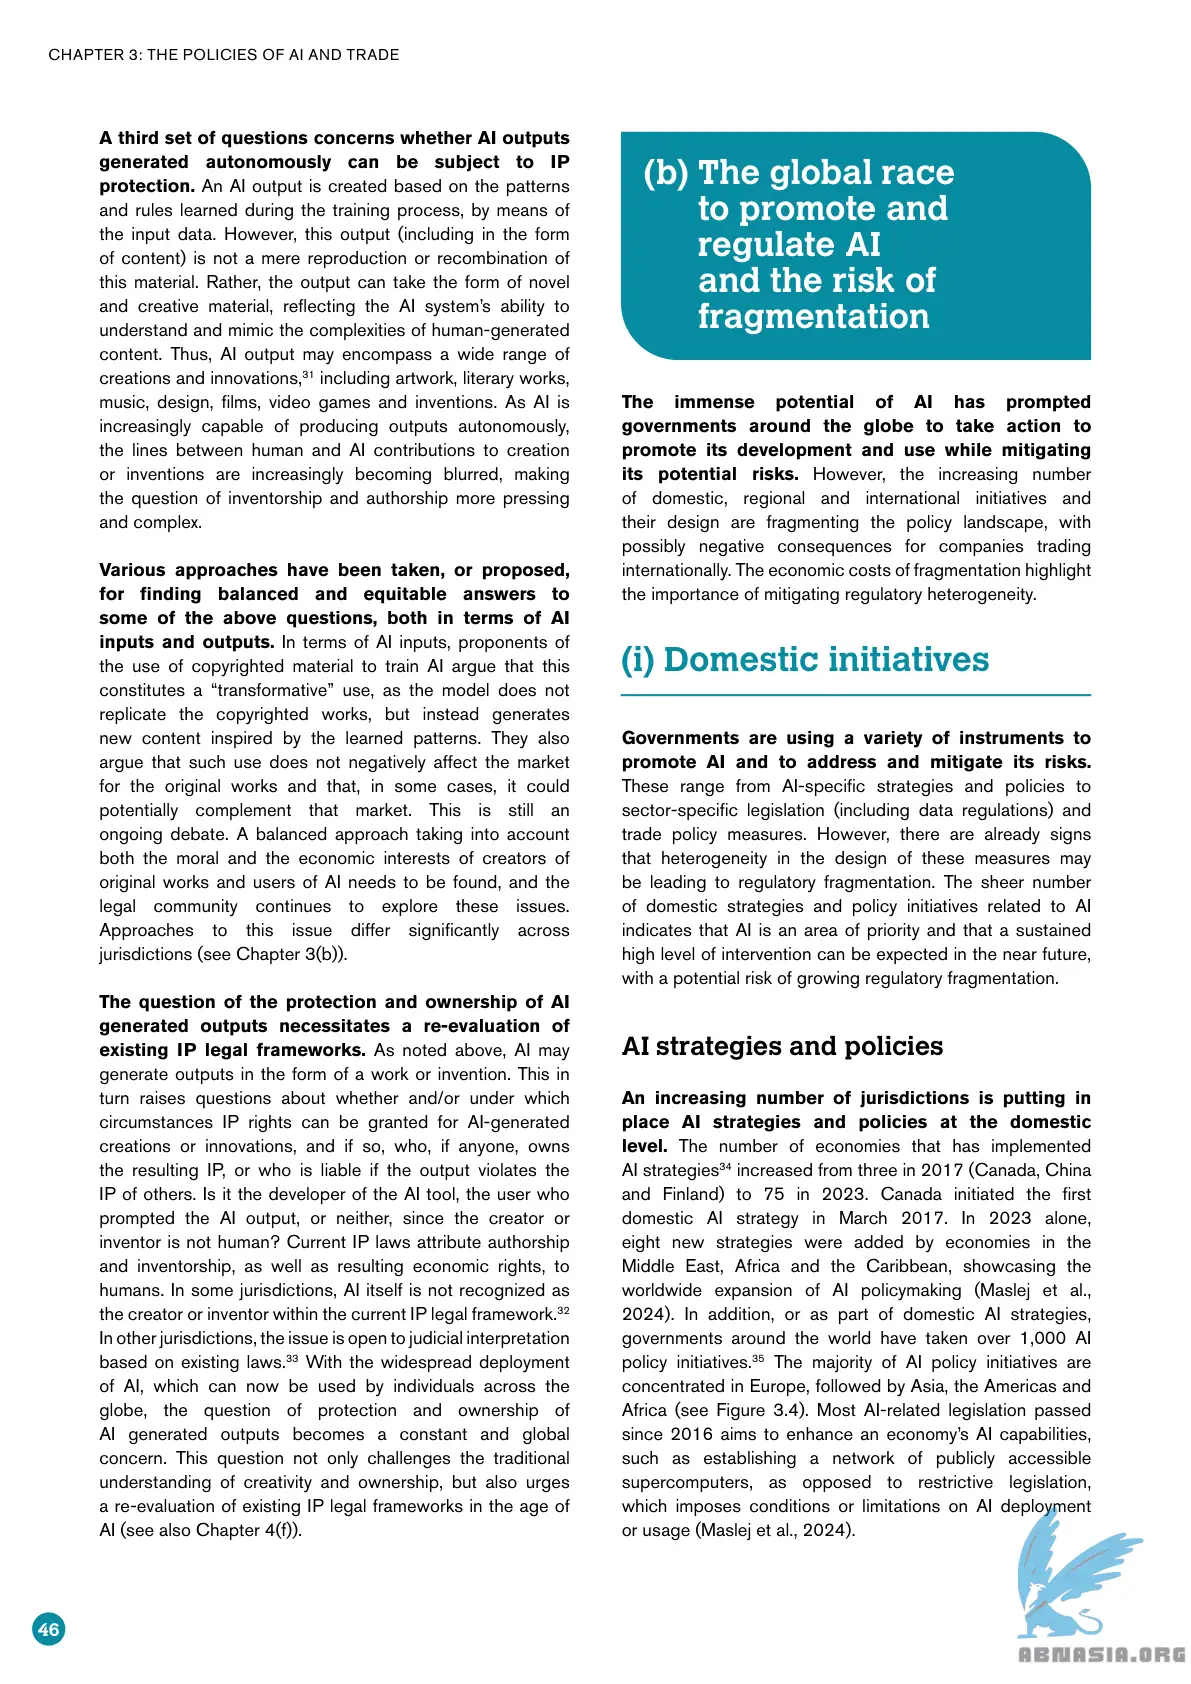 CHAPTER 3: THE POLICIES OF AI AND TRADE
A third set of questions concerns whether AI outputs
generated autonomously can be subject to IP
protection. An AI output is created based on the patterns
and rules learned during the training process, by means of
the input data. However, this output (including in the form
of content) is not a mere reproduction or recombination of
this material. Rather, the output can take the form of novel
and creative material, reflecting the AI system’s ability to
understand and mimic the complexities of human-generated
content. Thus, AI output may encompass a wide range of
creations and innovations,³¹ including artwork, literary works,
music, design, films, video games and inventions. As AI is
increasingly capable of producing outputs autonomously,
the lines between human and AI contributions to creation
or inventions are increasingly becoming blurred, making
the question of inventorship and authorship more pressing
and complex.
Various approaches have been taken, or proposed,
for finding balanced and equitable answers to
some of the above questions, both in terms of AI
inputs and outputs. In terms of AI inputs, proponents of
the use of copyrighted material to train AI argue that this
constitutes a “transformative” use, as the model does not
replicate the copyrighted works, but instead generates
new content inspired by the learned patterns. They also
argue that such use does not negatively affect the market
for the original works and that, in some cases, it could
potentially complement that market. This is still an
ongoing debate. A balanced approach taking into account
both the moral and the economic interests of creators of
original works and users of AI needs to be found, and the
legal community continues to explore these issues.
Approaches to this issue differ significantly across
jurisdictions (see Chapter 3(b)).
The question of the protection and ownership of AI
generated outputs necessitates a re-evaluation of
existing IP legal frameworks. As noted above, AI may
generate outputs in the form of a work or invention. This in
turn raises questions about whether and/or under which
circumstances IP rights can be granted for AI-generated
creations or innovations, and if so, who, if anyone, owns
the resulting IP, or who is liable if the output violates the
IP of others. Is it the developer of the AI tool, the user who
prompted the AI output, or neither, since the creator or
inventor is not human? Current IP laws attribute authorship
and inventorship, as well as resulting economic rights, to
humans. In some jurisdictions, AI itself is not recognized as
the creator or inventor within the current IP legal framework.³²
In other jurisdictions, the issue is open to judicial interpretation
based on existing laws.³³ With the widespread deployment
of AI, which can now be used by individuals across the
globe, the question of protection and ownership of
AI generated outputs becomes a constant and global
concern. This question not only challenges the traditional
understanding of creativity and ownership, but also urges
a re-evaluation of existing IP legal frameworks in the age of
AI (see also Chapter 4(f)).
(b) The global race
to promote and
regulate AI
and the risk of
fragmentation
The immense potential of AI has prompted
governments around the globe to take action to
promote its development and use while mitigating
its potential risks. However, the increasing number
of domestic, regional and international initiatives and
their design are fragmenting the policy landscape, with
possibly negative consequences for companies trading
internationally. The economic costs of fragmentation highlight
the importance of mitigating regulatory heterogeneity.
(i) Domestic initiatives
Governments are using a variety of instruments to
promote AI and to address and mitigate its risks.
These range from AI-specific strategies and policies to
sector-specific legislation (including data regulations) and
trade policy measures. However, there are already signs
that heterogeneity in the design of these measures may
be leading to regulatory fragmentation. The sheer number
of domestic strategies and policy initiatives related to AI
indicates that AI is an area of priority and that a sustained
high level of intervention can be expected in the near future,
with a potential risk of growing regulatory fragmentation.
AI strategies and policies
An increasing number of jurisdictions is putting in
place AI strategies and policies at the domestic
level. The number of economies that has implemented
AI strategies³⁴ increased from three in 2017 (Canada, China
and Finland) to 75 in 2023. Canada initiated the first
domestic AI strategy in March 2017. In 2023 alone,
eight new strategies were added by economies in the
Middle East, Africa and the Caribbean, showcasing the
worldwide expansion of AI policymaking (Maslej et al.,
2024). In addition, or as part of domestic AI strategies,
governments around the world have taken over 1,000 AI
policy initiatives.³⁵ The majority of AI policy initiatives are
concentrated in Europe, followed by Asia, the Americas and
Africa (see Figure 3.4). Most AI-related legislation passed
since 2016 aims to enhance an economy’s AI capabilities,
such as establishing a network of publicly accessible
supercomputers, as opposed to restrictive legislation,
which imposes conditions or limitations on AI deployment
or usage (Maslej et al., 2024).
46
ABNASIA.ORG